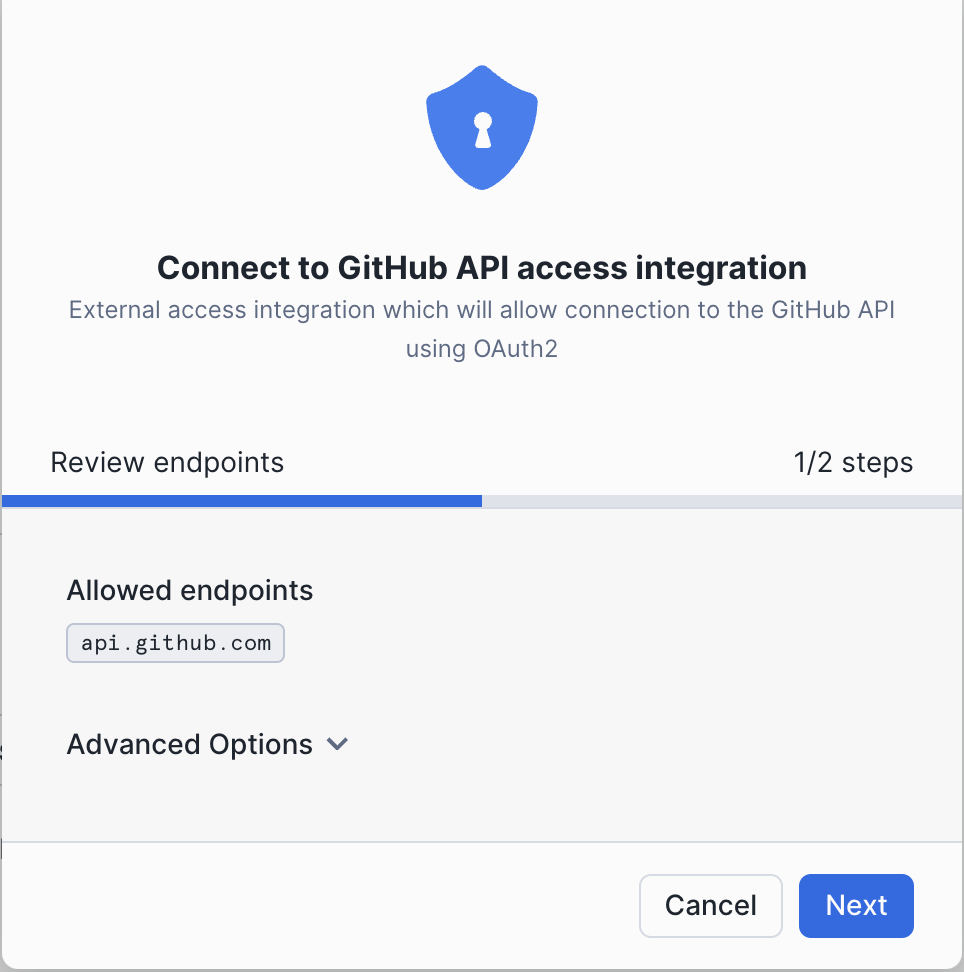 Connect to GitHub API access integration
External access integration which will allow connection to the GitHub API
using OAuth2
Review endpoints
1/2 steps
Allowed endpoints
api.github.com
Advanced Options
Cancel
Next